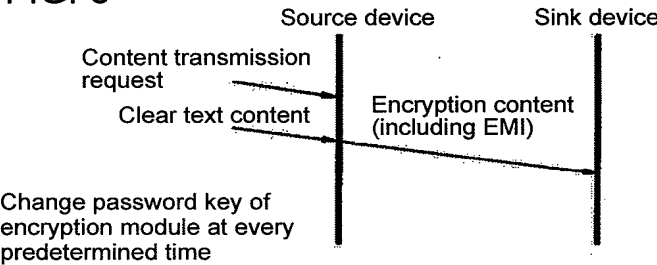 Source device
Sink device
Content transmission
request
Clear text content
Encryption content
(including EMI)
Change password key of
encryption module at every
predetermined time